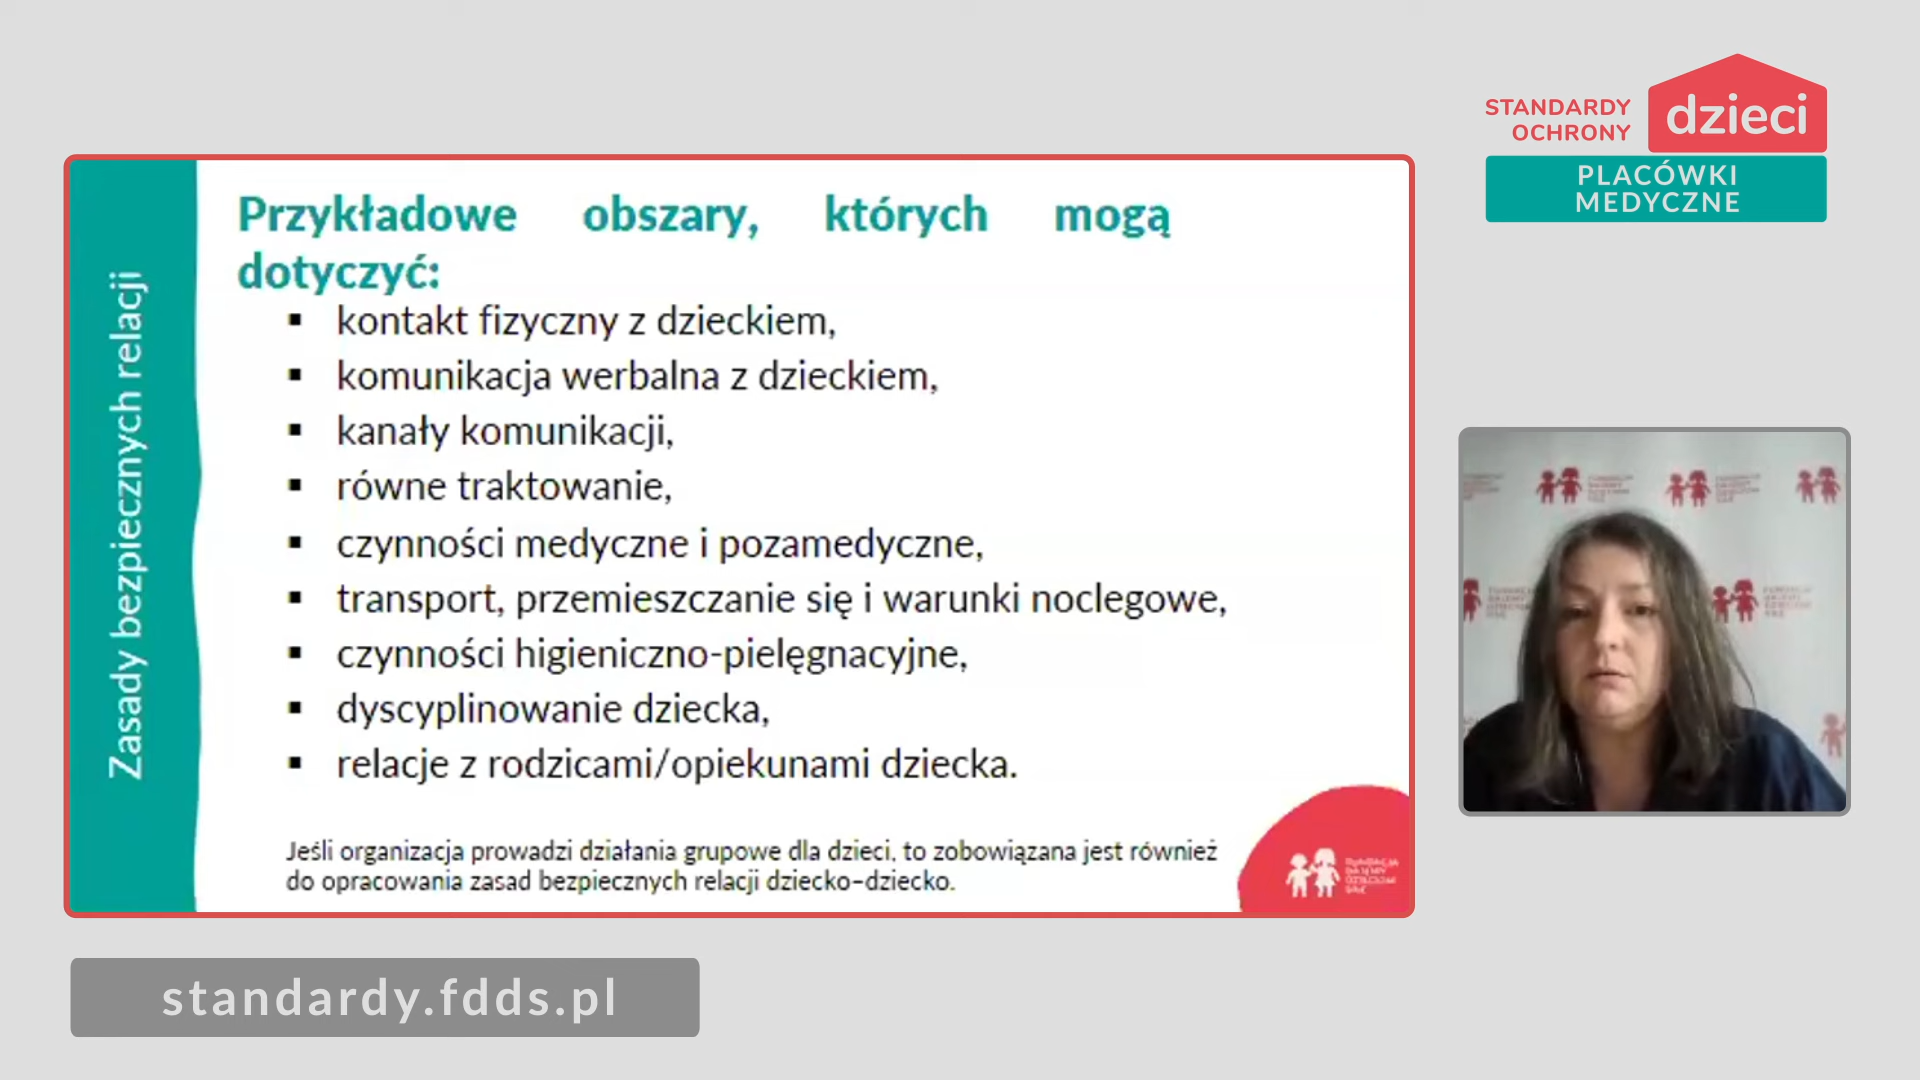 STANDARDY
OCHRONY
dzieci
PLACÓWKI
MEDYCZNE
Zasady bezpiecznych relacji
Przykładowe obszary, których mogą
dotyczyć:
▪ kontakt fizyczny z dzieckiem,
▪ komunikacja werbalna z dzieckiem,
▪ kanały komunikacji,
▪ równe traktowanie,
▪ czynności medyczne i pozamedyczne,
▪ transport, przemieszczanie się i warunki noclegowe,
▪ czynności higieniczno-pielęgnacyjne,
▪ dyscyplinowanie dziecka,
▪ relacje z rodzicami/opiekunami dziecka.
Jeśli organizacja prowadzi działania grupowe dla dzieci, to zobowiązana jest również
do opracowania zasad bezpiecznych relacji dziecko–dziecko.
standardy.fdds.pl